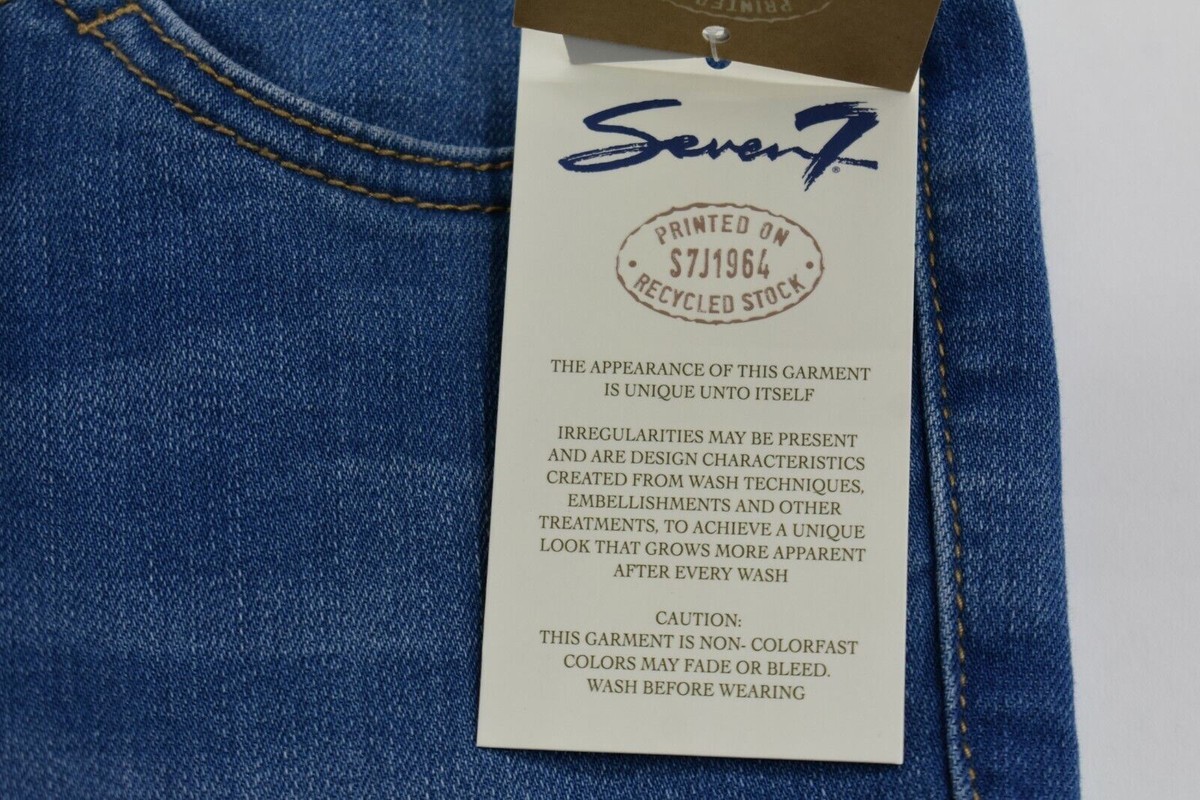 PRINTED
Seven7
®
PRINTED ON
S7J1964
RECYCLED STOCK
THE APPEARANCE OF THIS GARMENT
IS UNIQUE UNTO ITSELF
IRREGULARITIES MAY BE PRESENT
AND ARE DESIGN CHARACTERISTICS
CREATED FROM WASH TECHNIQUES,
EMBELLISHMENTS AND OTHER
TREATMENTS, TO ACHIEVE A UNIQUE
LOOK THAT GROWS MORE APPARENT
AFTER EVERY WASH
CAUTION:
THIS GARMENT IS NON- COLORFAST
COLORS MAY FADE OR BLEED.
WASH BEFORE WEARING